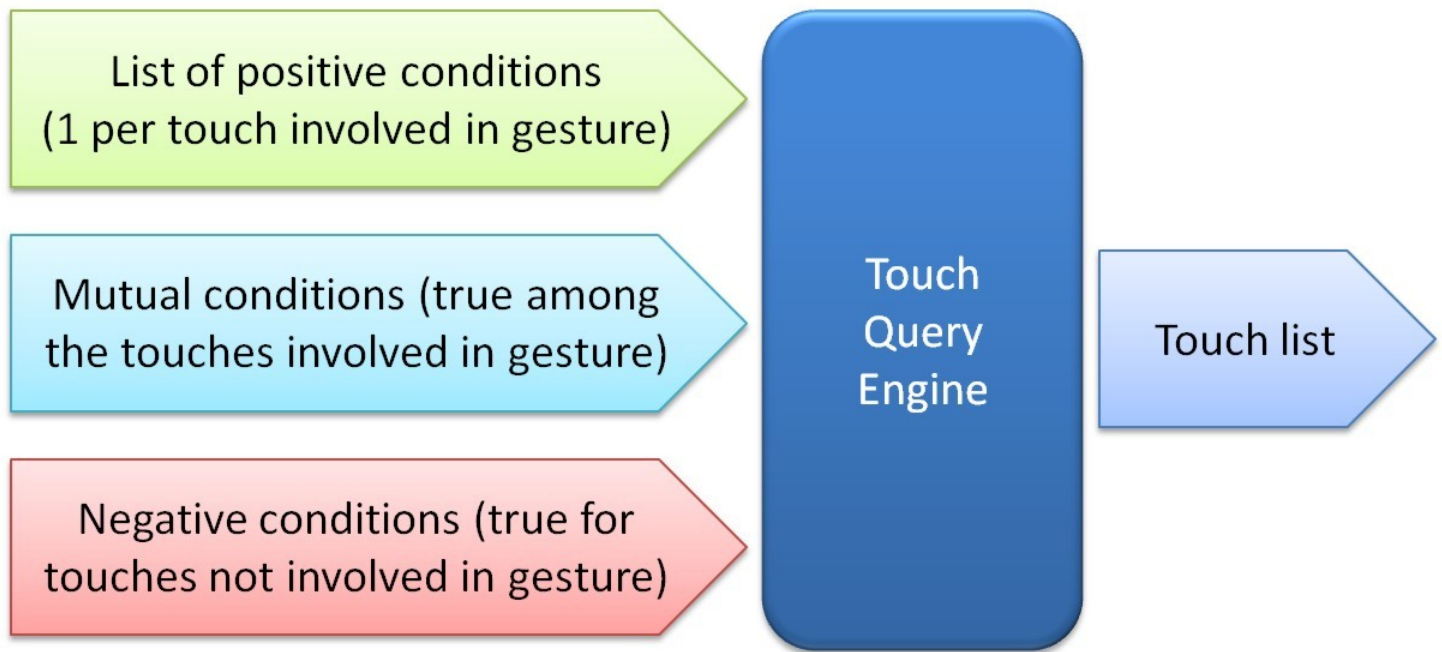 List of positive conditions
(1 per touch involved in gesture)
Mutual conditions (true among
the touches involved in gesture)
Negative conditions (true for
touches not involved in gesture)
Touch
Query
Engine
Touch list